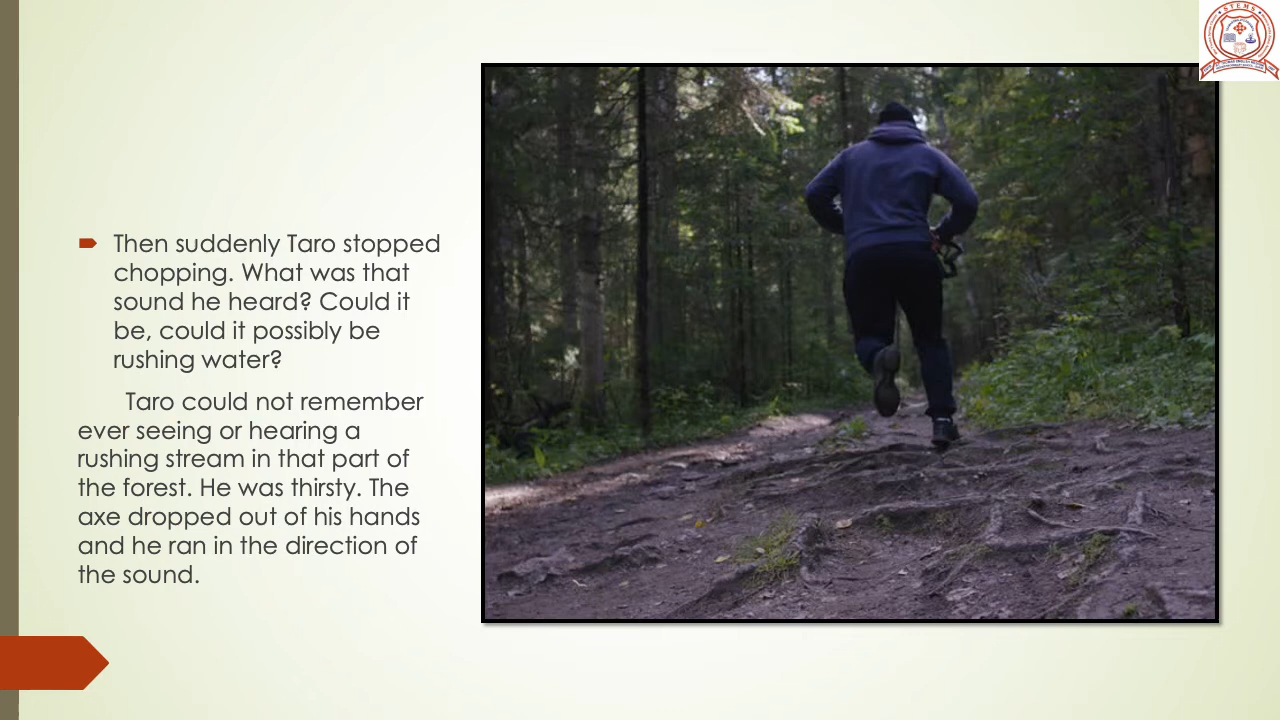 STEMS
Then suddenly Taro stopped
chopping. What was that
sound he heard? Could it
be, could it possibly be
rushing water?
Taro could not remember
ever seeing or hearing a
rushing stream in that part of
the forest. He was thirsty. The
axe dropped out of his hands
and he ran in the direction of
the sound.